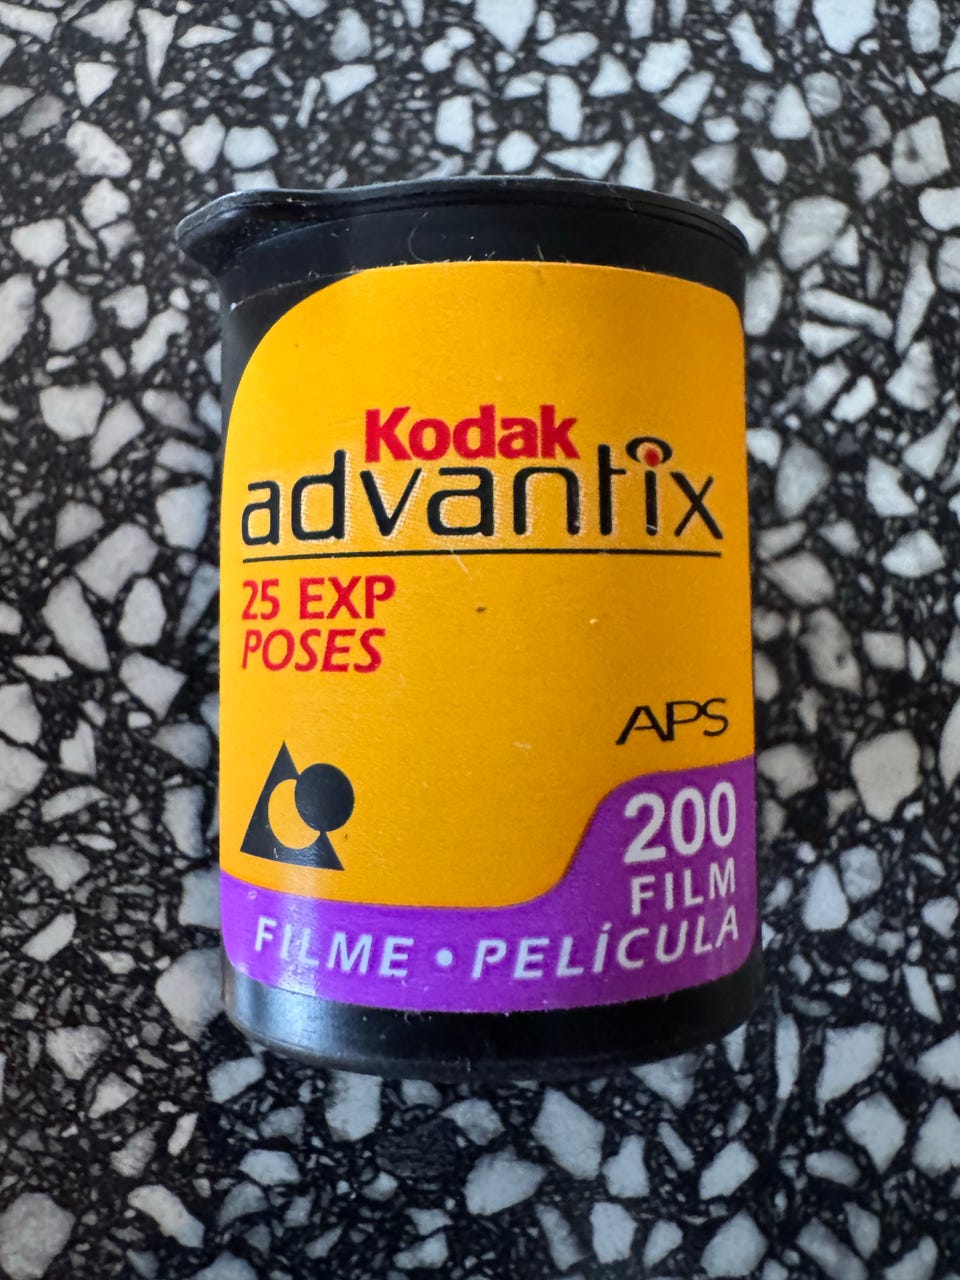 Kodak
advantix
25 EXP
POSES
APS
200
FILM
FILME • PELÍCULA